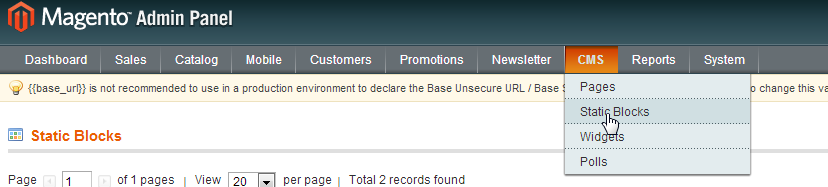 Magento™ Admin Panel
Dashboard Sales Catalog Mobile Customers Promotions Newsletter CMS Reports System
{{base_url}} is not recommended to use in a production environment to declare the Base Unsecure URL / Base S to change this va
Pages
Static Blocks
Widgets
Polls
Static Blocks
Page 1 of 1 pages | View 20 per page | Total 2 records found